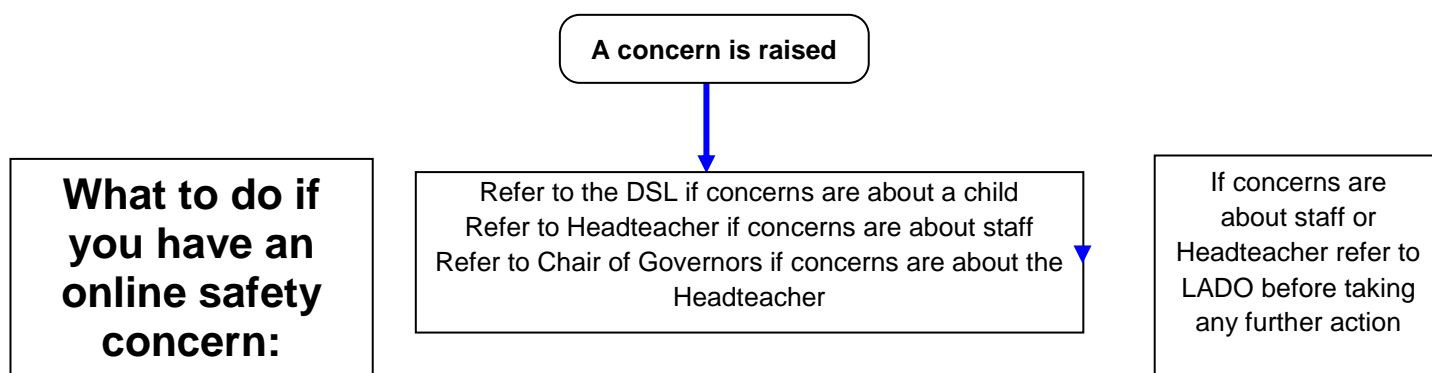 A concern is raised
What to do if
you have an
online safety
concern:
Refer to the DSL if concerns are about a child
Refer to Headteacher if concerns are about staff
Refer to Chair of Governors if concerns are about the
Headteacher
If concerns are
about staff or
Headteacher refer to
LADO before taking
any further action